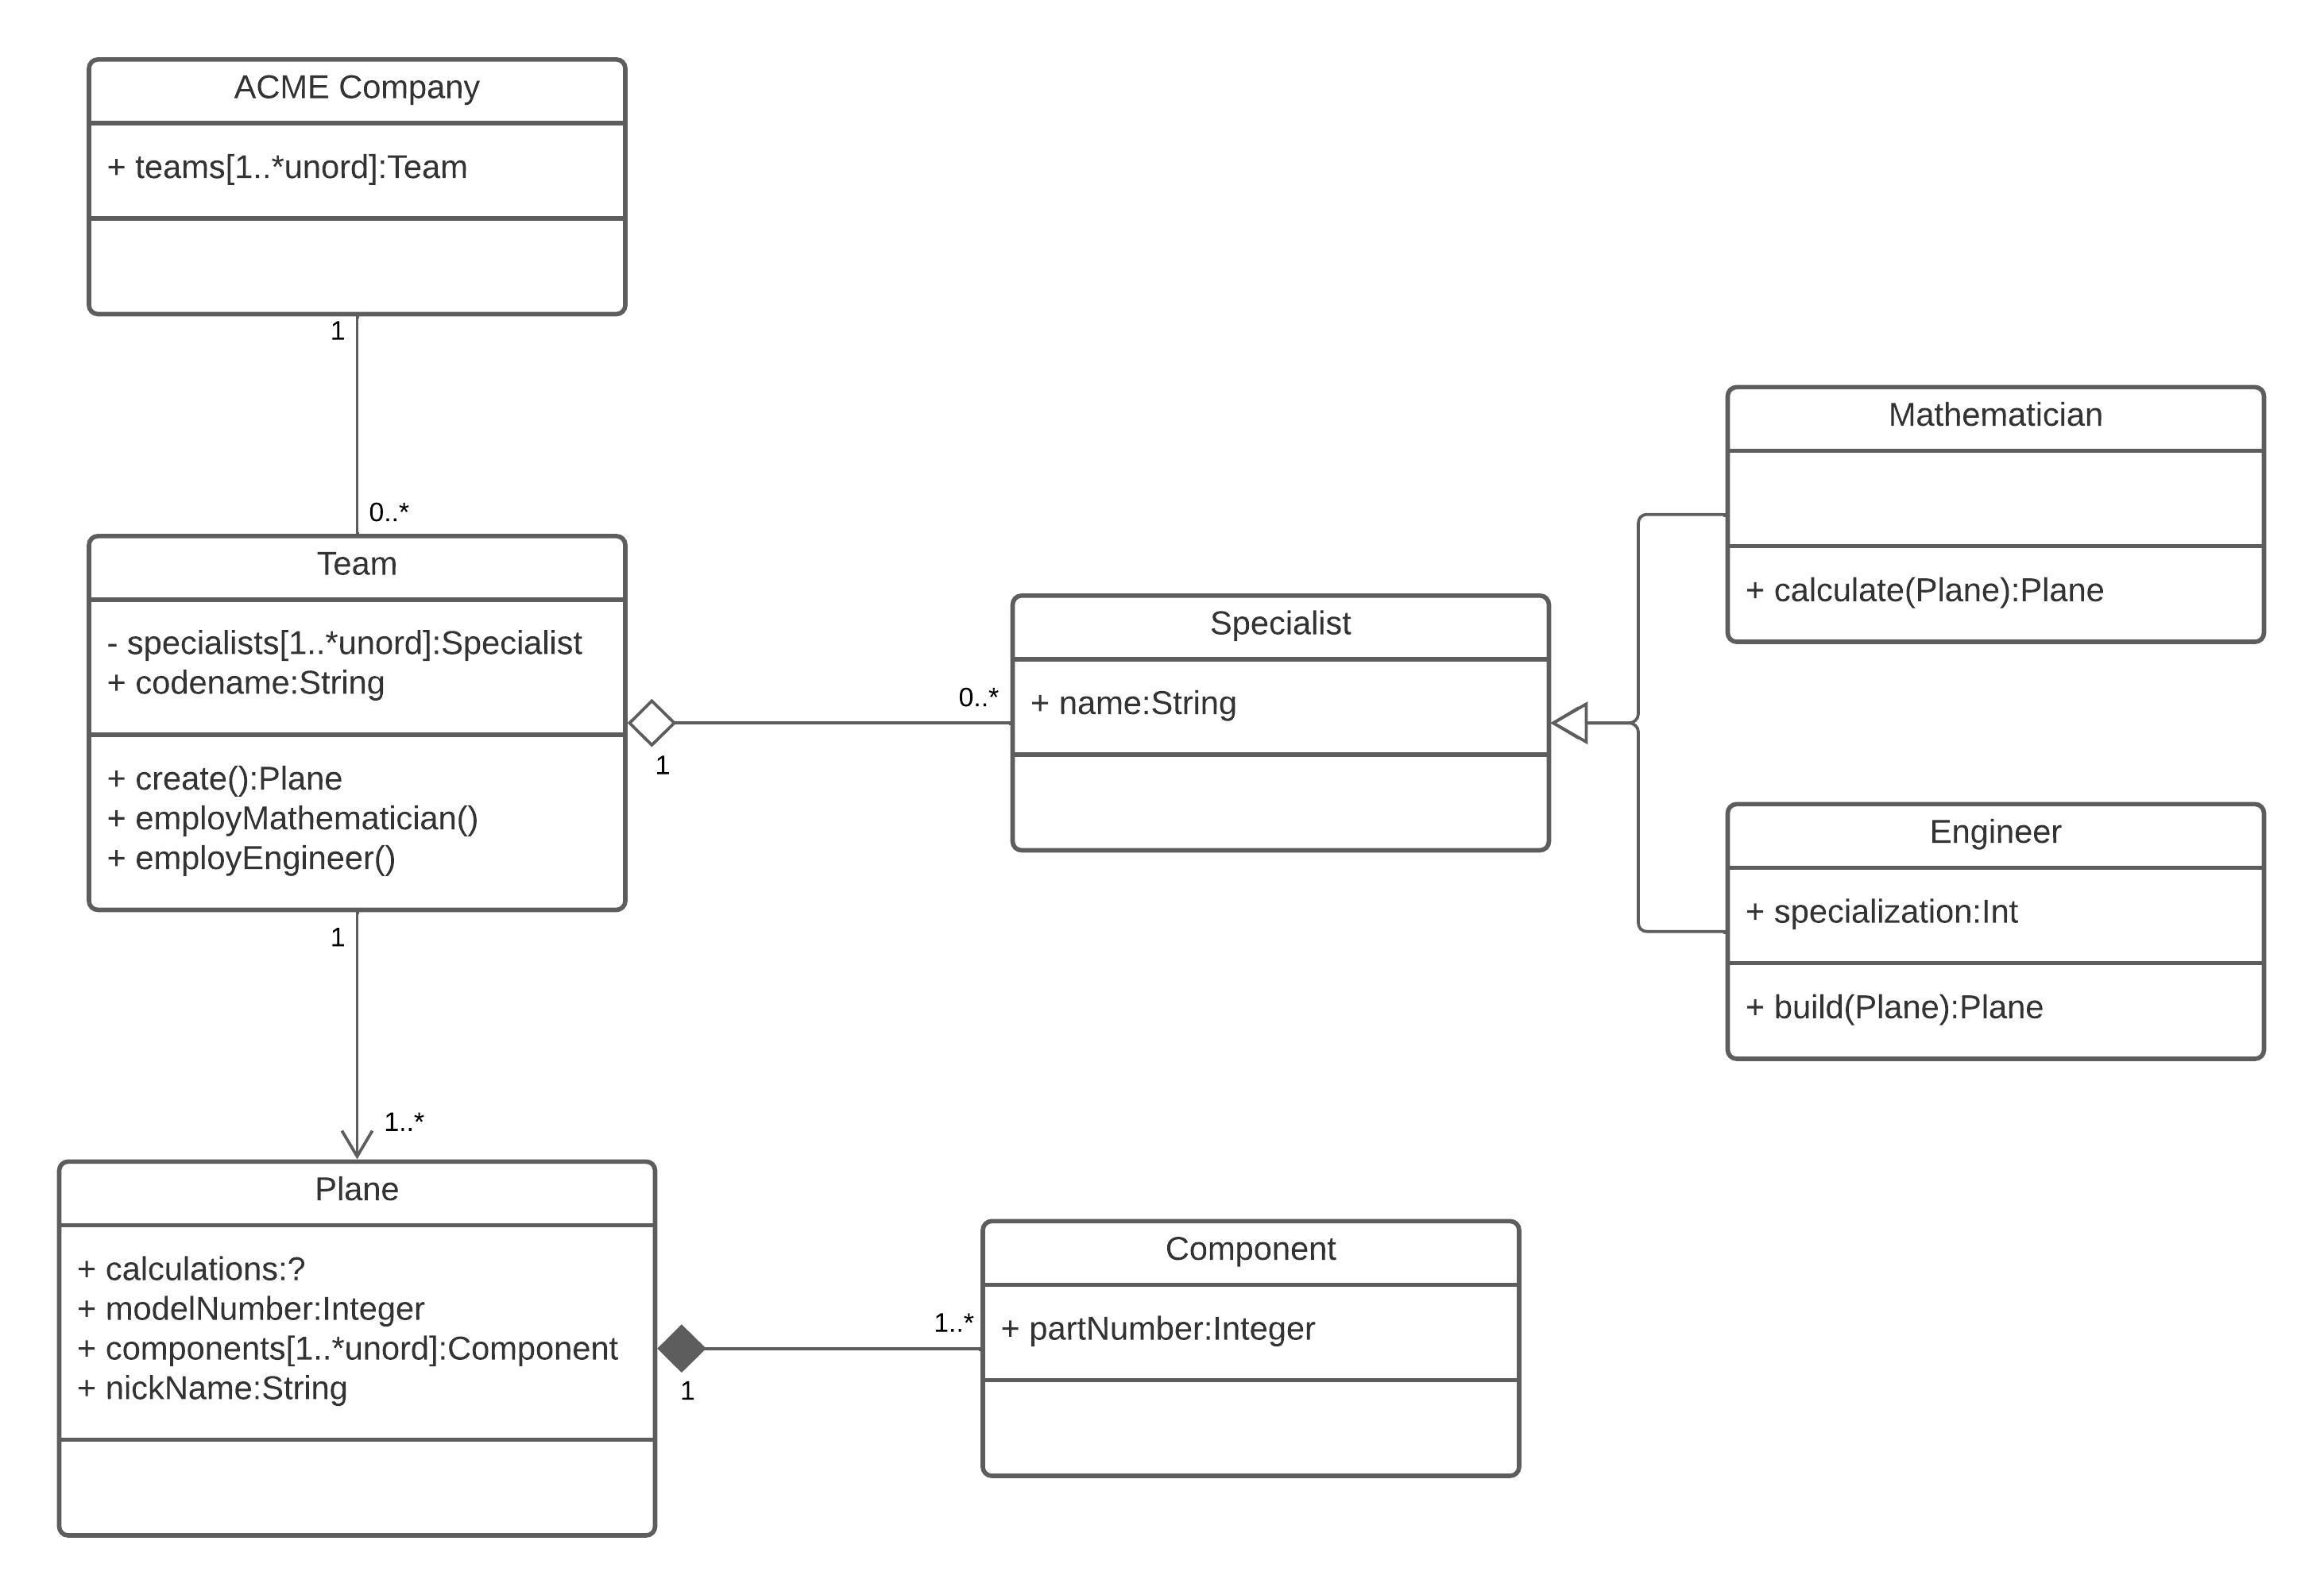 ACME Company
+ teams[1..*unord]:Team
1
0..*
Team
- specialists[1..*unord]:Specialist
+ codename:String
+ create():Plane
+ employMathematician()
+ employEngineer()
1
0..*
Specialist
+ name:String
Mathematician
+ calculate(Plane):Plane
Engineer
+ specialization:Int
+ build(Plane):Plane
1
1..*
Plane
+ calculations:?
+ modelNumber:Integer
+ components[1..*unord]:Component
+ nickName:String
1
1..*
Component
+ partNumber:Integer